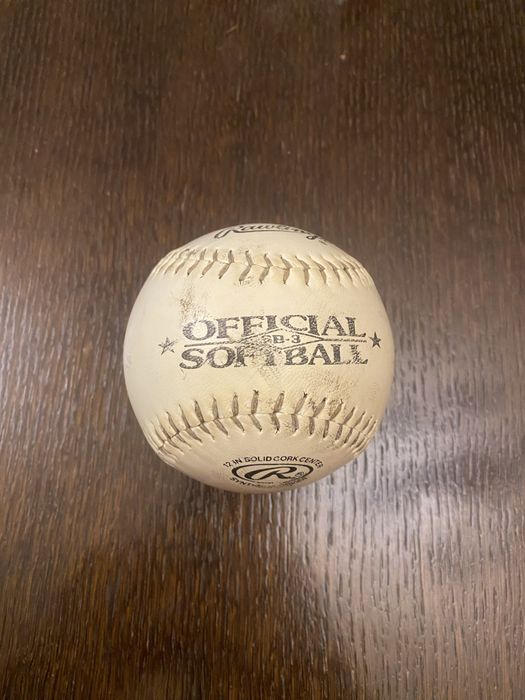 Rawlings
OFFICIAL
B-3
SOFTBALL
12 IN SOLID CORK CENTER
R